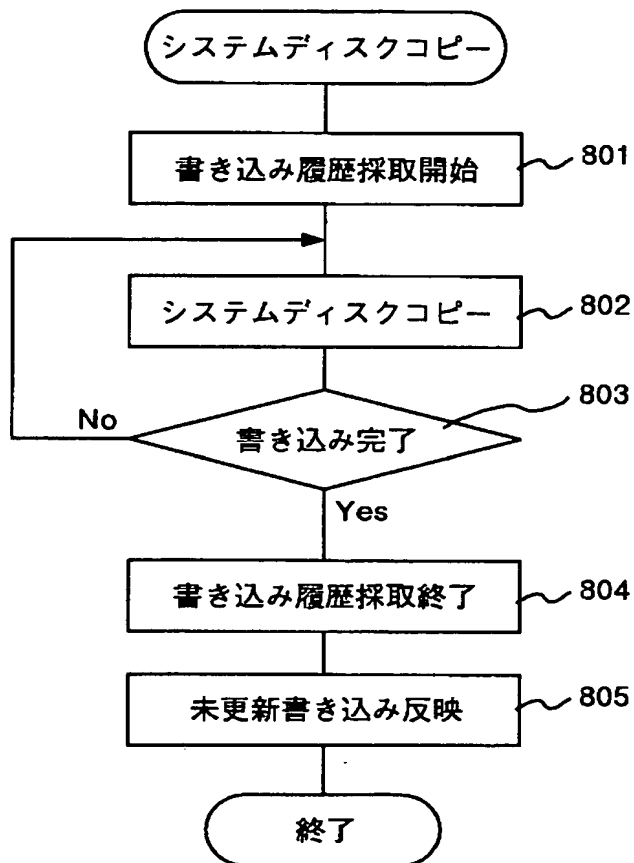 システムディスクコピー
書き込み履歴採取開始
801
システムディスクコピー
802
803
No
書き込み完了
Yes
書き込み履歴採取終了
804
未更新書き込み反映
805
終了